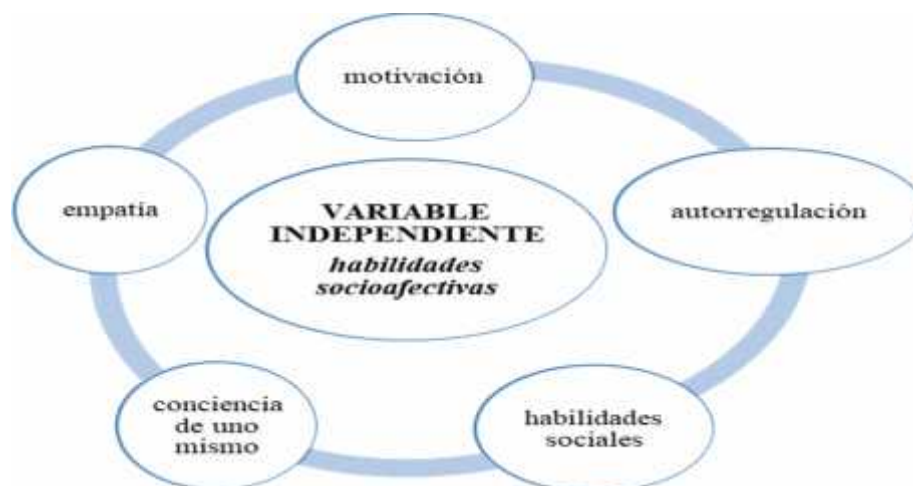 motivación
empatía
autorregulación
VARIABLE
INDEPENDIENTE
habilidades
socioafectivas
conciencia
de uno
mismo
habilidades
sociales